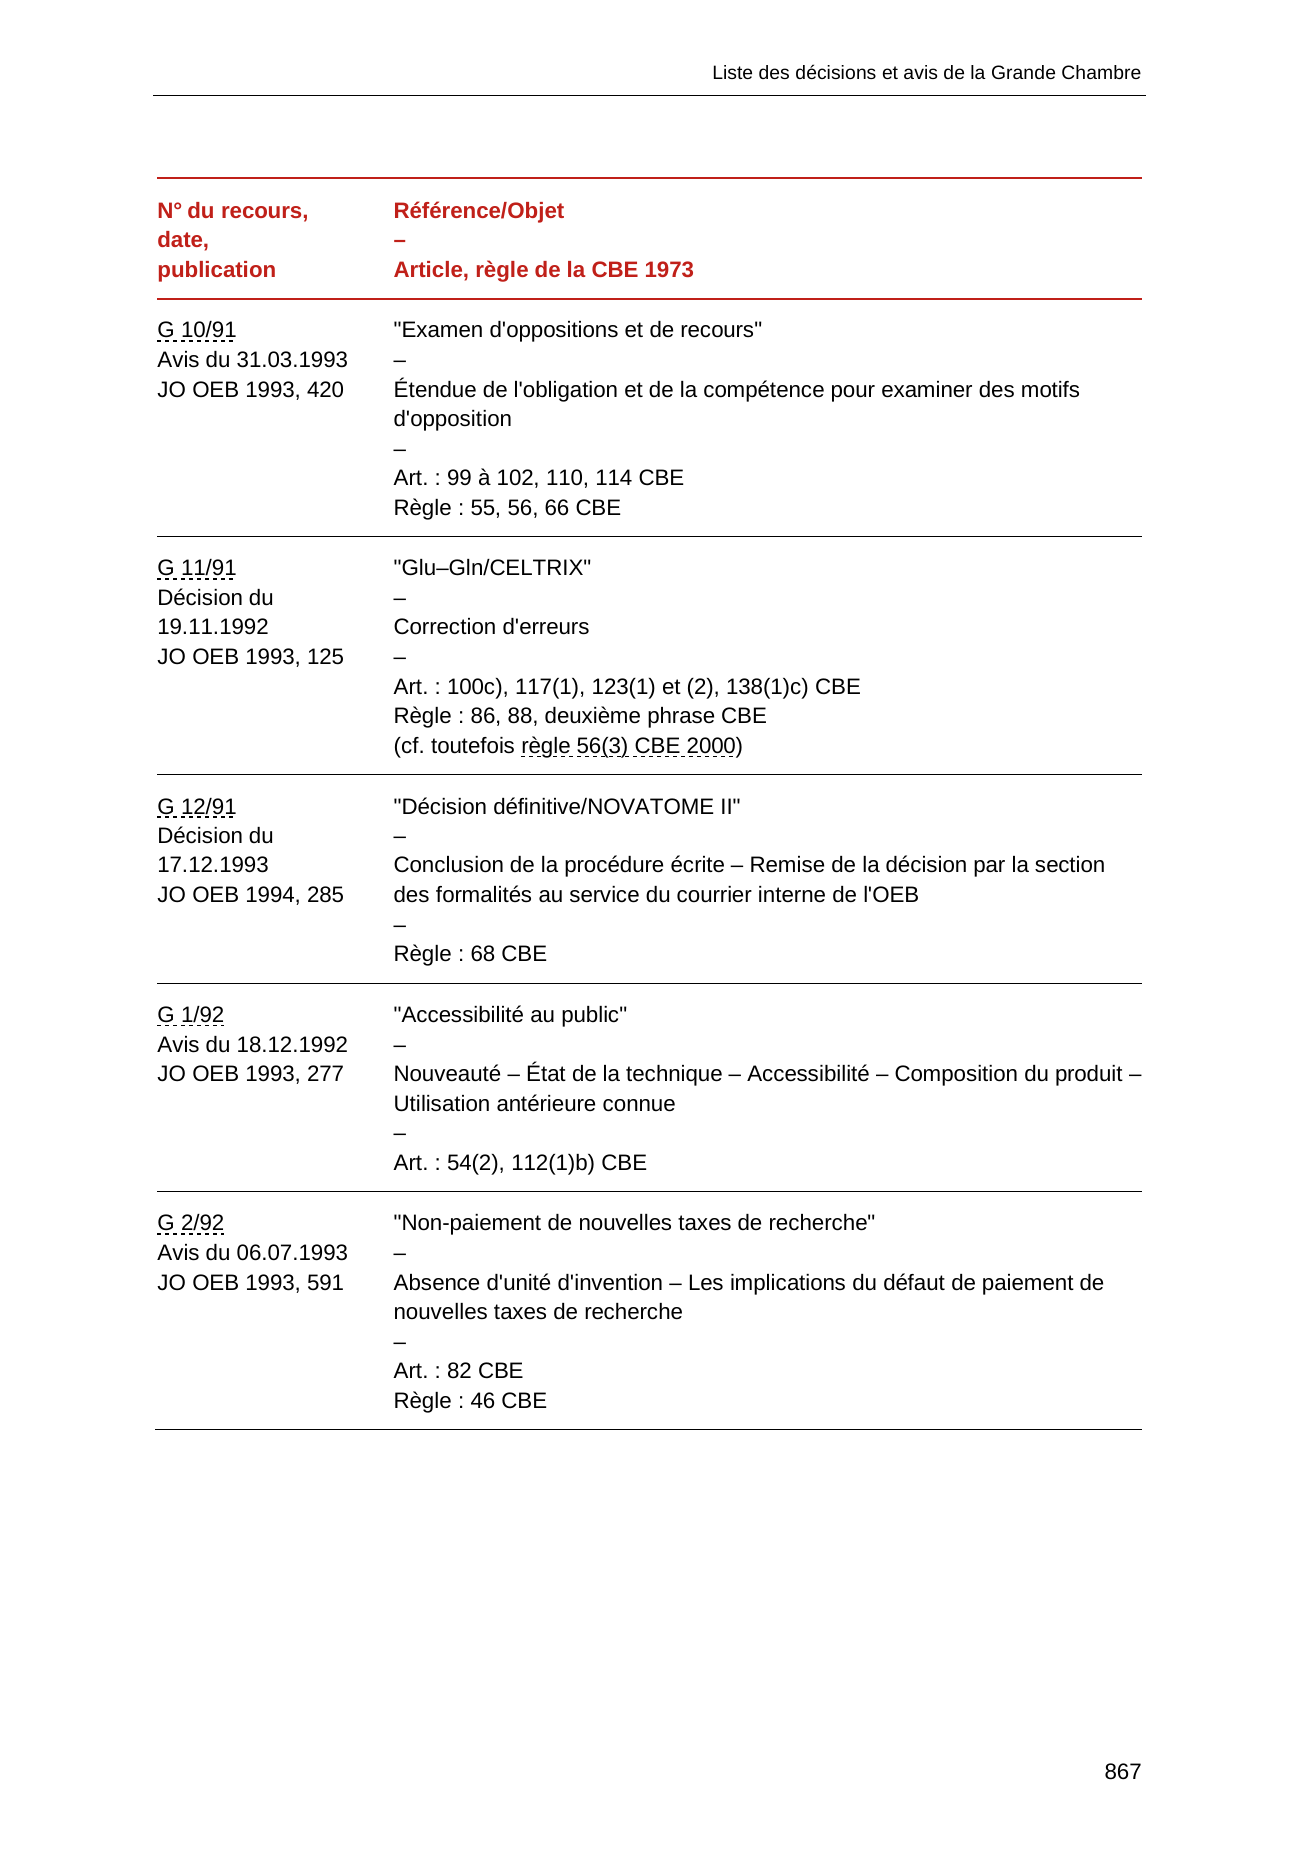 Liste des décisions et avis de la Grande Chambre
N° du recours,
date,
publication
Référence/Objet
–
Article, règle de la CBE 1973
G 10/91
Avis du 31.03.1993
JO OEB 1993, 420
"Examen d'oppositions et de recours"
–
Étendue de l'obligation et de la compétence pour examiner des motifs
d'opposition
–
Art. : 99 à 102, 110, 114 CBE
Règle : 55, 56, 66 CBE
G 11/91
Décision du
19.11.1992
JO OEB 1993, 125
"Glu–Gln/CELTRIX"
–
Correction d'erreurs
–
Art. : 100c), 117(1), 123(1) et (2), 138(1)c) CBE
Règle : 86, 88, deuxième phrase CBE
(cf. toutefois règle 56(3) CBE 2000)
G 12/91
Décision du
17.12.1993
JO OEB 1994, 285
"Décision définitive/NOVATOME II"
–
Conclusion de la procédure écrite – Remise de la décision par la section
des formalités au service du courrier interne de l'OEB
–
Règle : 68 CBE
G 1/92
Avis du 18.12.1992
JO OEB 1993, 277
"Accessibilité au public"
–
Nouveauté – État de la technique – Accessibilité – Composition du produit –
Utilisation antérieure connue
–
Art. : 54(2), 112(1)b) CBE
G 2/92
Avis du 06.07.1993
JO OEB 1993, 591
"Non-paiement de nouvelles taxes de recherche"
–
Absence d'unité d'invention – Les implications du défaut de paiement de
nouvelles taxes de recherche
–
Art. : 82 CBE
Règle : 46 CBE
867